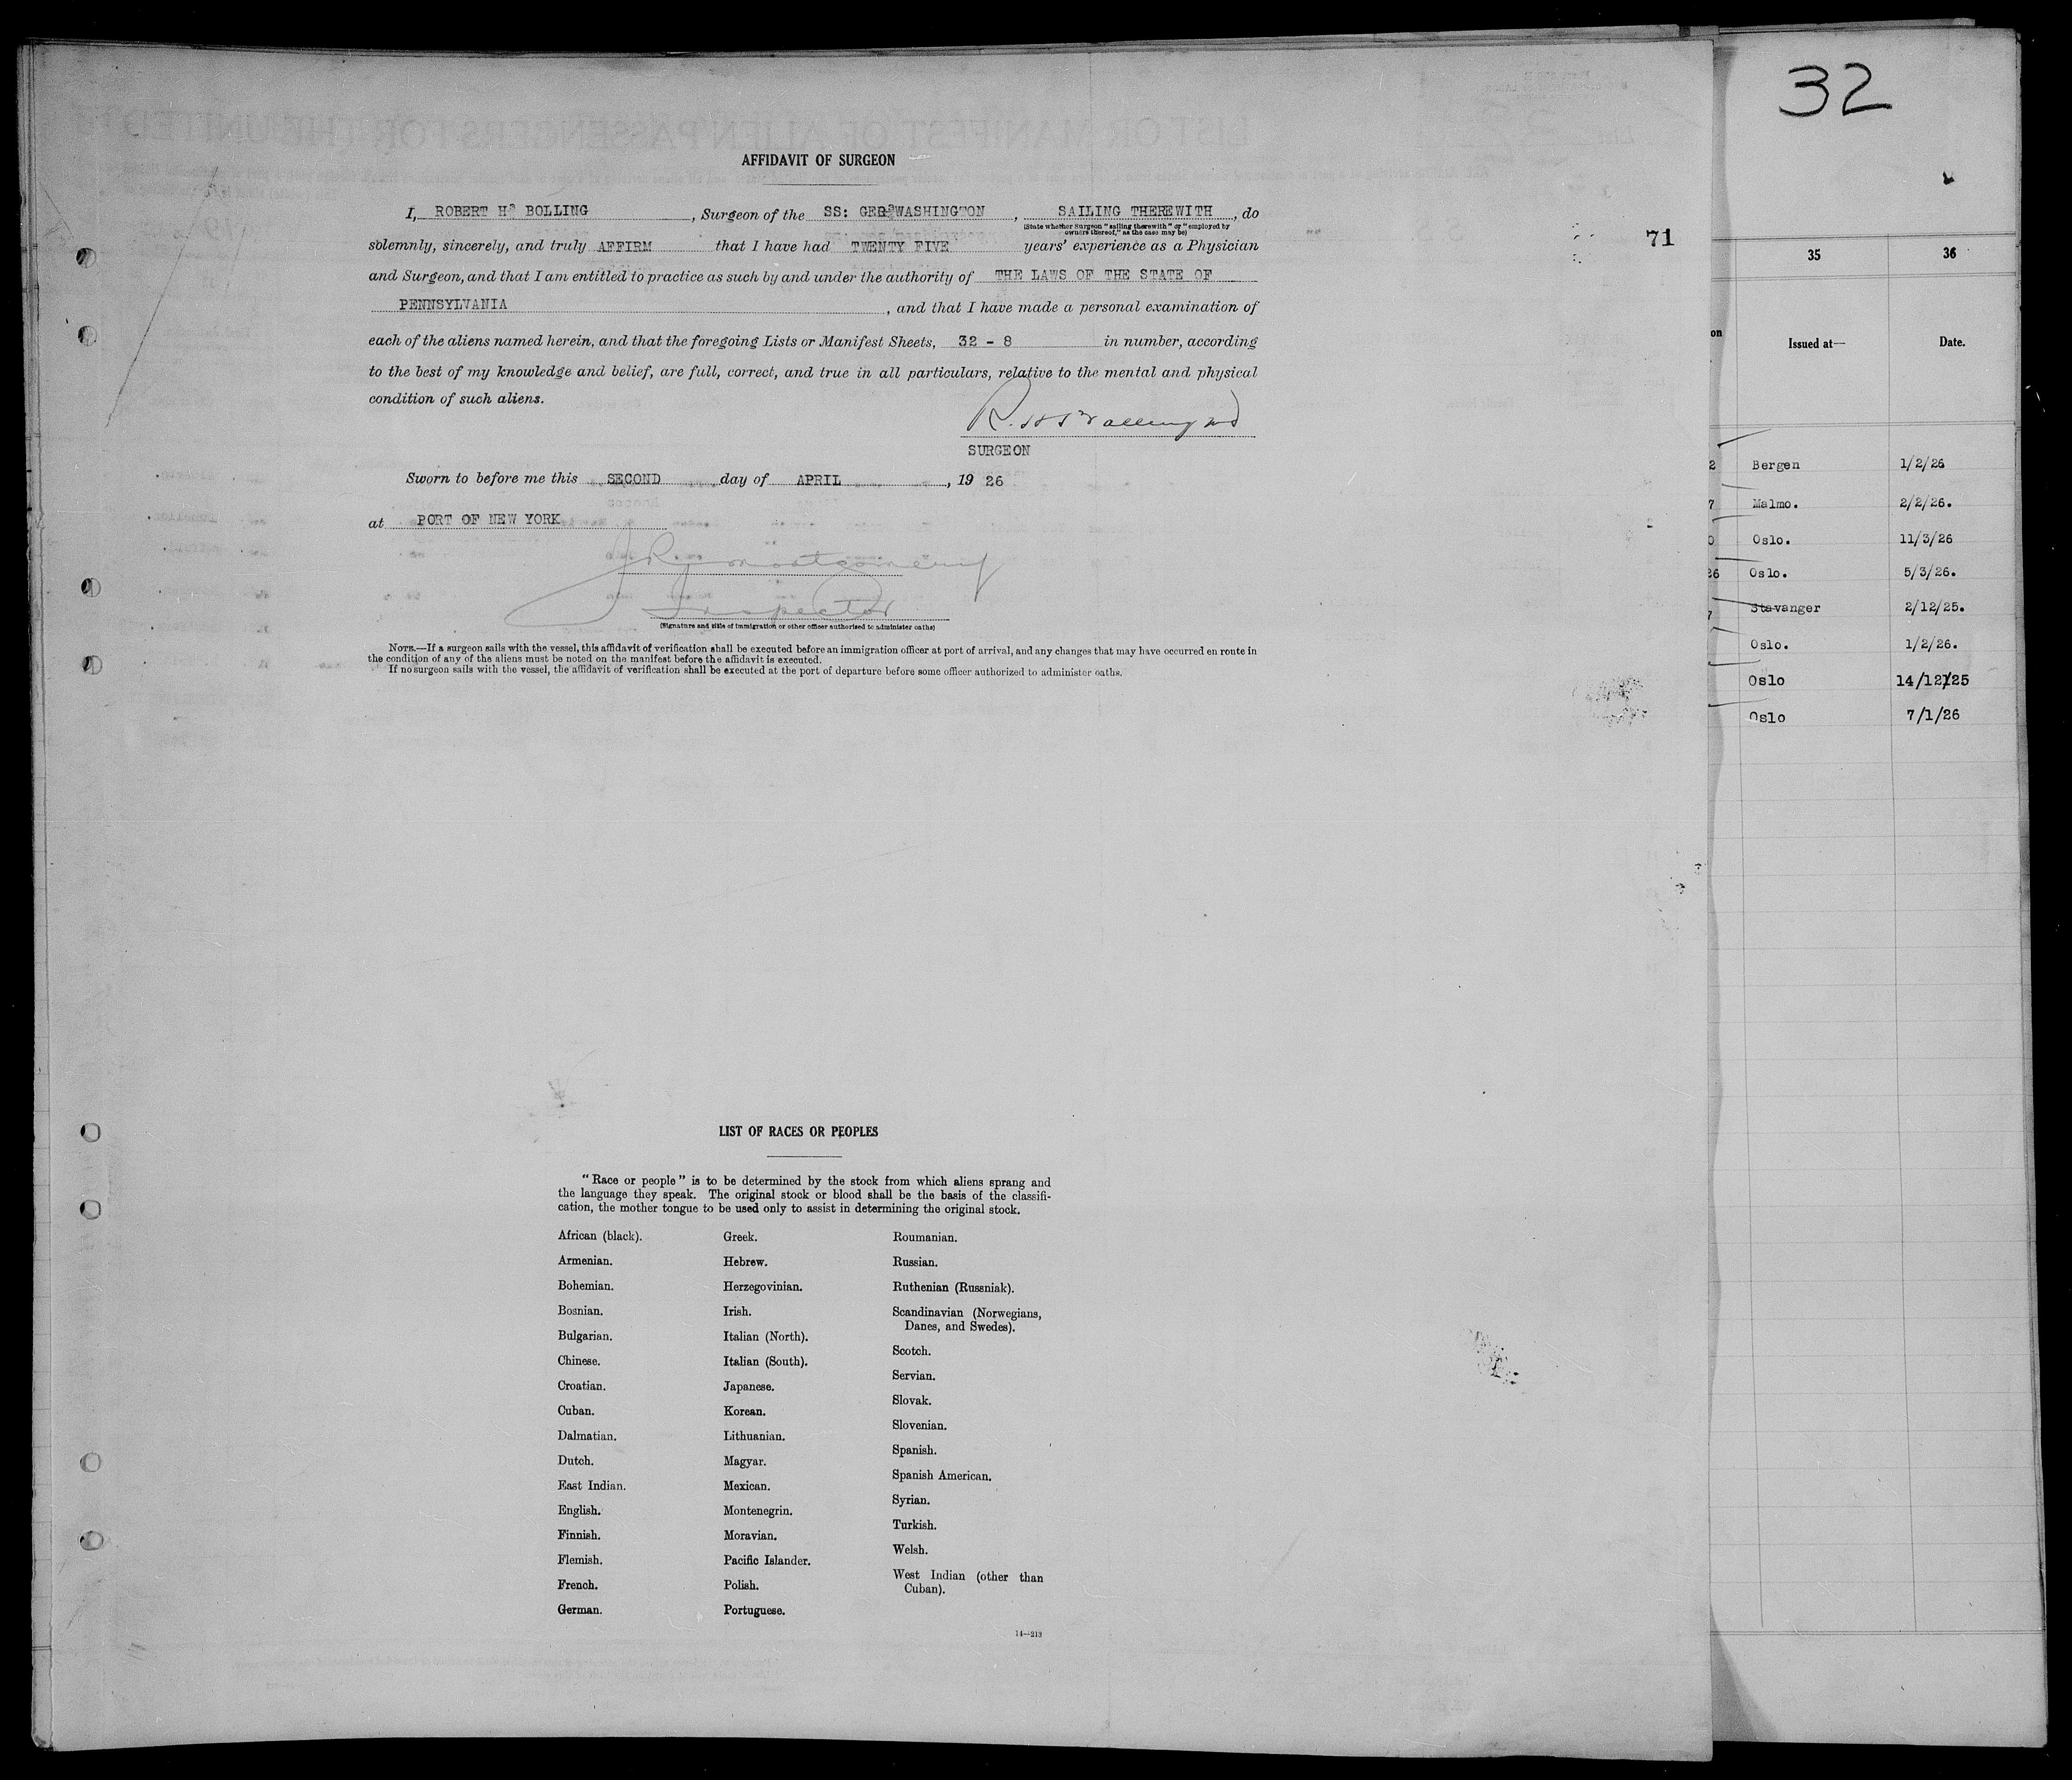 32
AFFIDAVIT OF SURGEON
I, ROBERT H. BOLLING, Surgeon of the SS: GEO WASHINGTON, SAILING THEREWITH, do
(State whether Surgeon "sailing therewith" or "employed by
owners thereof," as the case may be)
solemnly, sincerely, and truly AFFIRM that I have had TWENTY FIVE years' experience as a Physician
71
and Surgeon, and that I am entitled to practice as such by and under the authority of THE LAWS OF THE STATE OF
PENNSYLVANIA, and that I have made a personal examination of
each of the aliens named herein, and that the foregoing Lists or Manifest Sheets, 32 - 8 in number, according
to the best of my knowledge and belief, are full, correct, and true in all particulars, relative to the mental and physical
condition of such aliens.
R. H. Bolling MD
SURGEON
Sworn to before me this SECOND day of APRIL, 19 26
at PORT OF NEW YORK
J R Montgomery
Inspector
(Signature and title of immigration or other officer authorized to administer oaths)
NOTE.—If a surgeon sails with the vessel, this affidavit of verification shall be executed before an immigration officer at port of arrival, and any changes that may have occurred en route in
the condition of any of the aliens must be noted on the manifest before the affidavit is executed.
If no surgeon sails with the vessel, the affidavit of verification shall be executed at the port of departure before some officer authorized to administer oaths.
LIST OF RACES OR PEOPLES
"Race or people" is to be determined by the stock from which aliens sprang and
the language they speak. The original stock or blood shall be the basis of the classifi-
cation, the mother tongue to be used only to assist in determining the original stock.
African (black).
Armenian.
Bohemian.
Bosnian.
Bulgarian.
Chinese.
Croatian.
Cuban.
Dalmatian.
Dutch.
East Indian.
English.
Finnish.
Flemish.
French.
German.
Greek.
Hebrew.
Herzegovinian.
Irish.
Italian (North).
Italian (South).
Japanese.
Korean.
Lithuanian.
Magyar.
Mexican.
Montenegrin.
Moravian.
Pacific Islander.
Polish.
Portuguese.
Roumanian.
Russian.
Ruthenian (Russniak).
Scandinavian (Norwegians,
Danes, and Swedes).
Scotch.
Servian.
Slovak.
Slovenian.
Spanish.
Spanish American.
Syrian.
Turkish.
Welsh.
West Indian (other than
Cuban).
14—213
35 36
on Issued at— Date.
2 Bergen 1/2/26
7 Malmo. 2/2/26.
0 Oslo. 11/3/26
26 Oslo. 5/3/26.
7 Stavanger 2/12/25.
Oslo. 1/2/26.
Oslo 14/12/25
Oslo 7/1/26